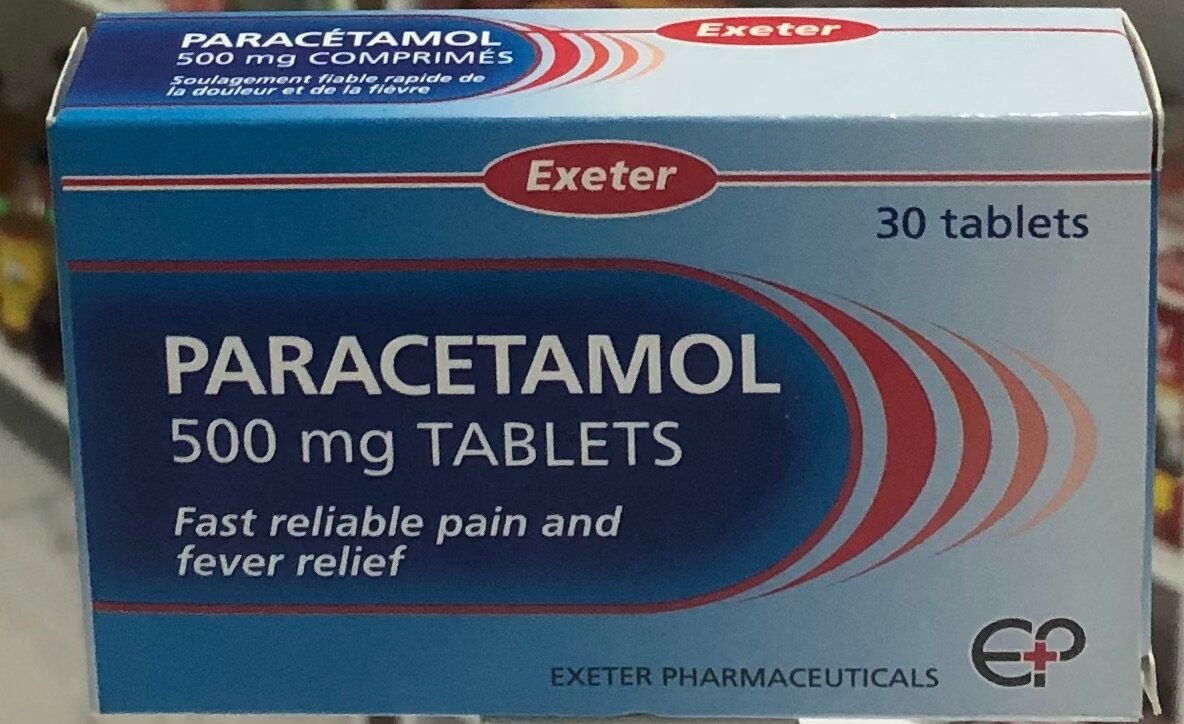 PARACÉTAMOL
500 mg COMPRIMÉS
Soulagement fiable rapide de
la douleur et de la fièvre
Exeter
Exeter
30 tablets
PARACETAMOL
500 mg TABLETS
Fast reliable pain and
fever relief
EXETER PHARMACEUTICALS
EP